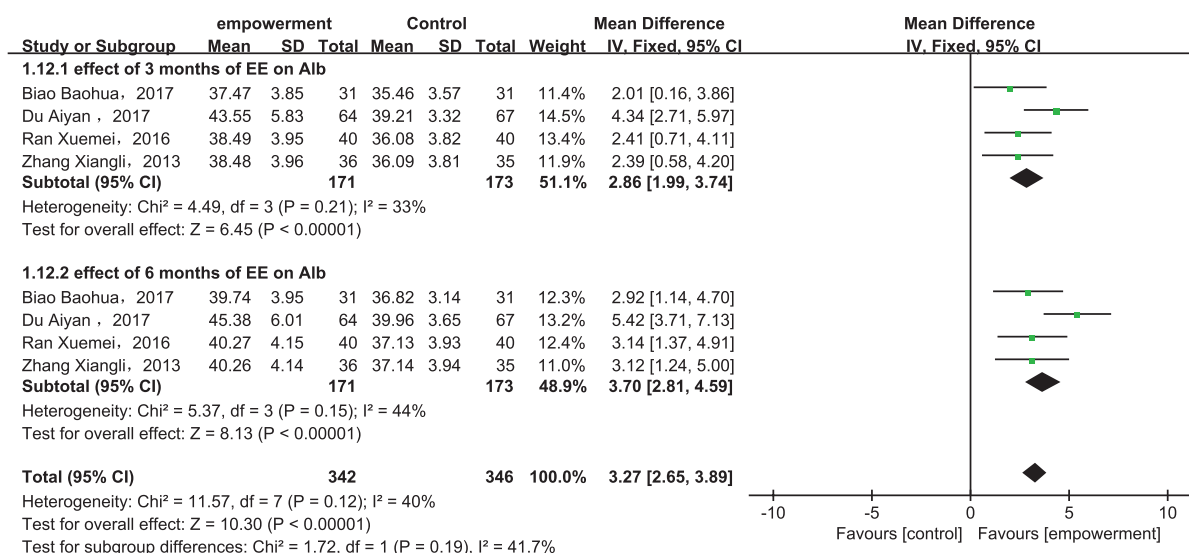 empowerment Control Mean Difference Mean Difference
Study or Subgroup Mean SD Total Mean SD Total Weight IV, Fixed, 95% CI IV, Fixed, 95% CI
1.12.1 effect of 3 months of EE on Alb
Biao Baohua，2017 37.47 3.85 31 35.46 3.57 31 11.4% 2.01 [0.16, 3.86]
Du Aiyan ，2017 43.55 5.83 64 39.21 3.32 67 14.5% 4.34 [2.71, 5.97]
Ran Xuemei，2016 38.49 3.95 40 36.08 3.82 40 13.4% 2.41 [0.71, 4.11]
Zhang Xiangli，2013 38.48 3.96 36 36.09 3.81 35 11.9% 2.39 [0.58, 4.20]
Subtotal (95% CI) 171 173 51.1% 2.86 [1.99, 3.74]
Heterogeneity: Chi² = 4.49, df = 3 (P = 0.21); I² = 33%
Test for overall effect: Z = 6.45 (P < 0.00001)
1.12.2 effect of 6 months of EE on Alb
Biao Baohua，2017 39.74 3.95 31 36.82 3.14 31 12.3% 2.92 [1.14, 4.70]
Du Aiyan ，2017 45.38 6.01 64 39.96 3.65 67 13.2% 5.42 [3.71, 7.13]
Ran Xuemei，2016 40.27 4.15 40 37.13 3.93 40 12.4% 3.14 [1.37, 4.91]
Zhang Xiangli，2013 40.26 4.14 36 37.14 3.94 35 11.0% 3.12 [1.24, 5.00]
Subtotal (95% CI) 171 173 48.9% 3.70 [2.81, 4.59]
Heterogeneity: Chi² = 5.37, df = 3 (P = 0.15); I² = 44%
Test for overall effect: Z = 8.13 (P < 0.00001)
Total (95% CI) 342 346 100.0% 3.27 [2.65, 3.89]
Heterogeneity: Chi² = 11.57, df = 7 (P = 0.12); I² = 40%
Test for overall effect: Z = 10.30 (P < 0.00001)
Test for subgroup differences: Chi² = 1.72, df = 1 (P = 0.19), I² = 41.7%
-10 -5 0 5 10
Favours [control] Favours [empowerment]